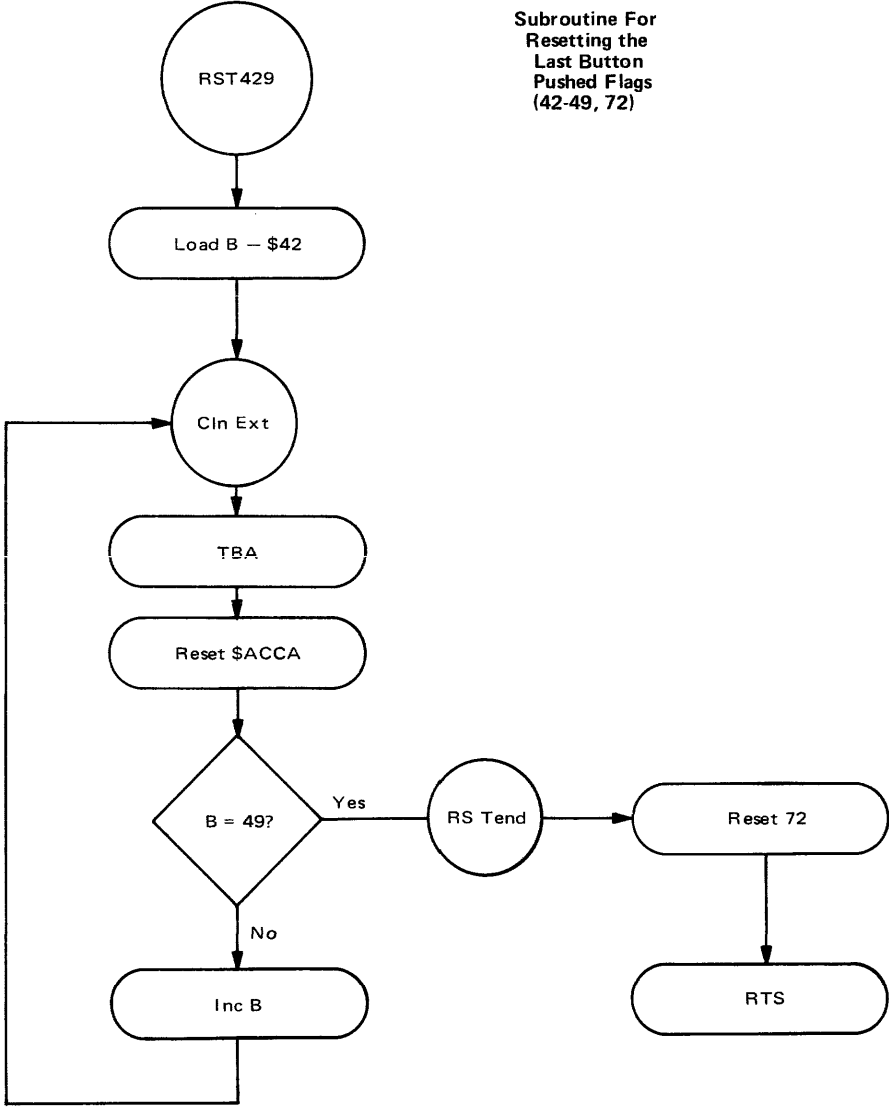 Subroutine For
Resetting the
Last Button
Pushed Flags
(42-49, 72)
RST429
Load B — $42
Cln Ext
TBA
Reset $ACCA
B = 49?
Yes
RS Tend
Reset 72
No
Inc B
RTS